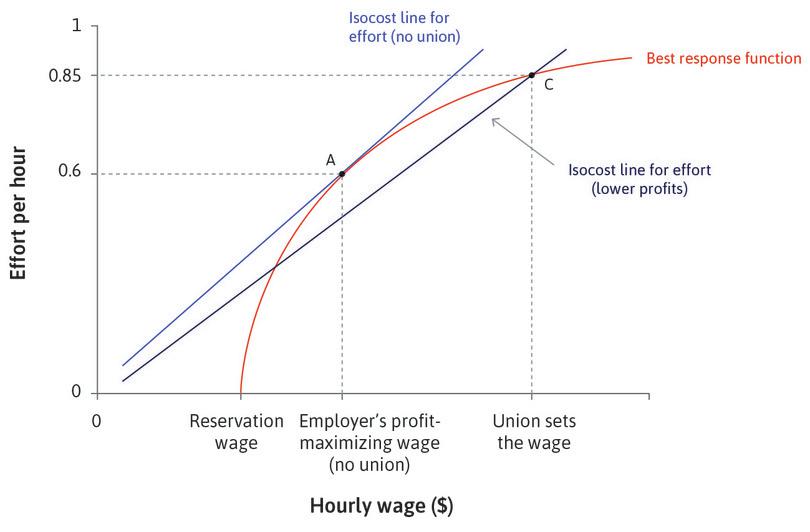 1
Isocost line for
effort (no union)
0.85
Best response function
C
A
0.6
Isocost line for effort
(lower profits)
Effort per hour
0
0
Reservation
wage
Employer’s profit-
maximizing wage
(no union)
Union sets
the wage
Hourly wage ($)